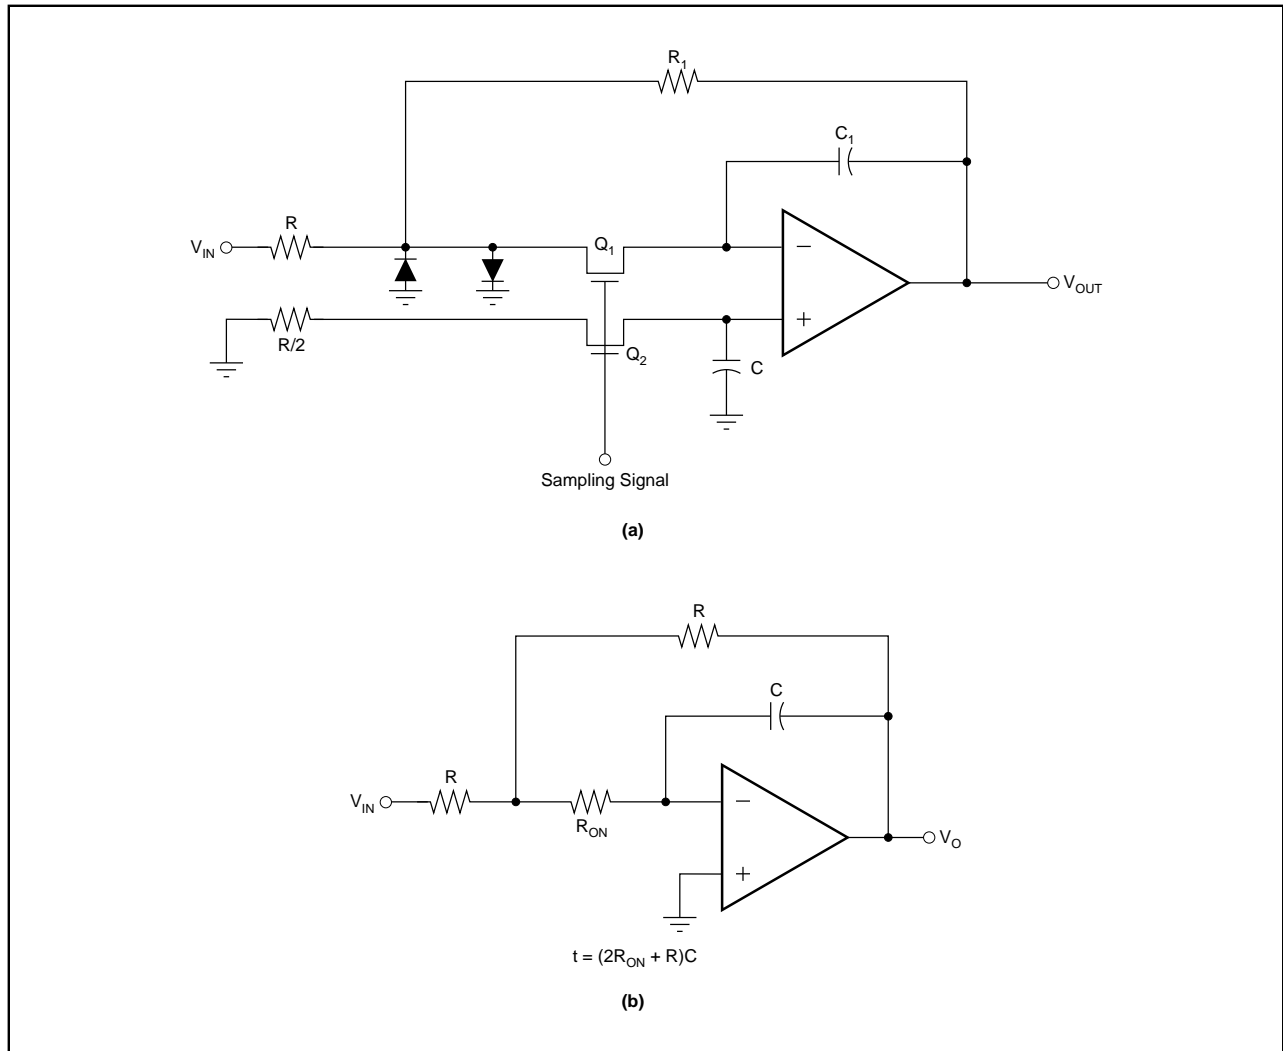 R1
C1
R
VIN
Q1
−
VOUT
+
R/2
Q2
C
Sampling Signal
(a)
R
C
R
VIN
−
RON
VO
+
t = (2RON + R)C
(b)